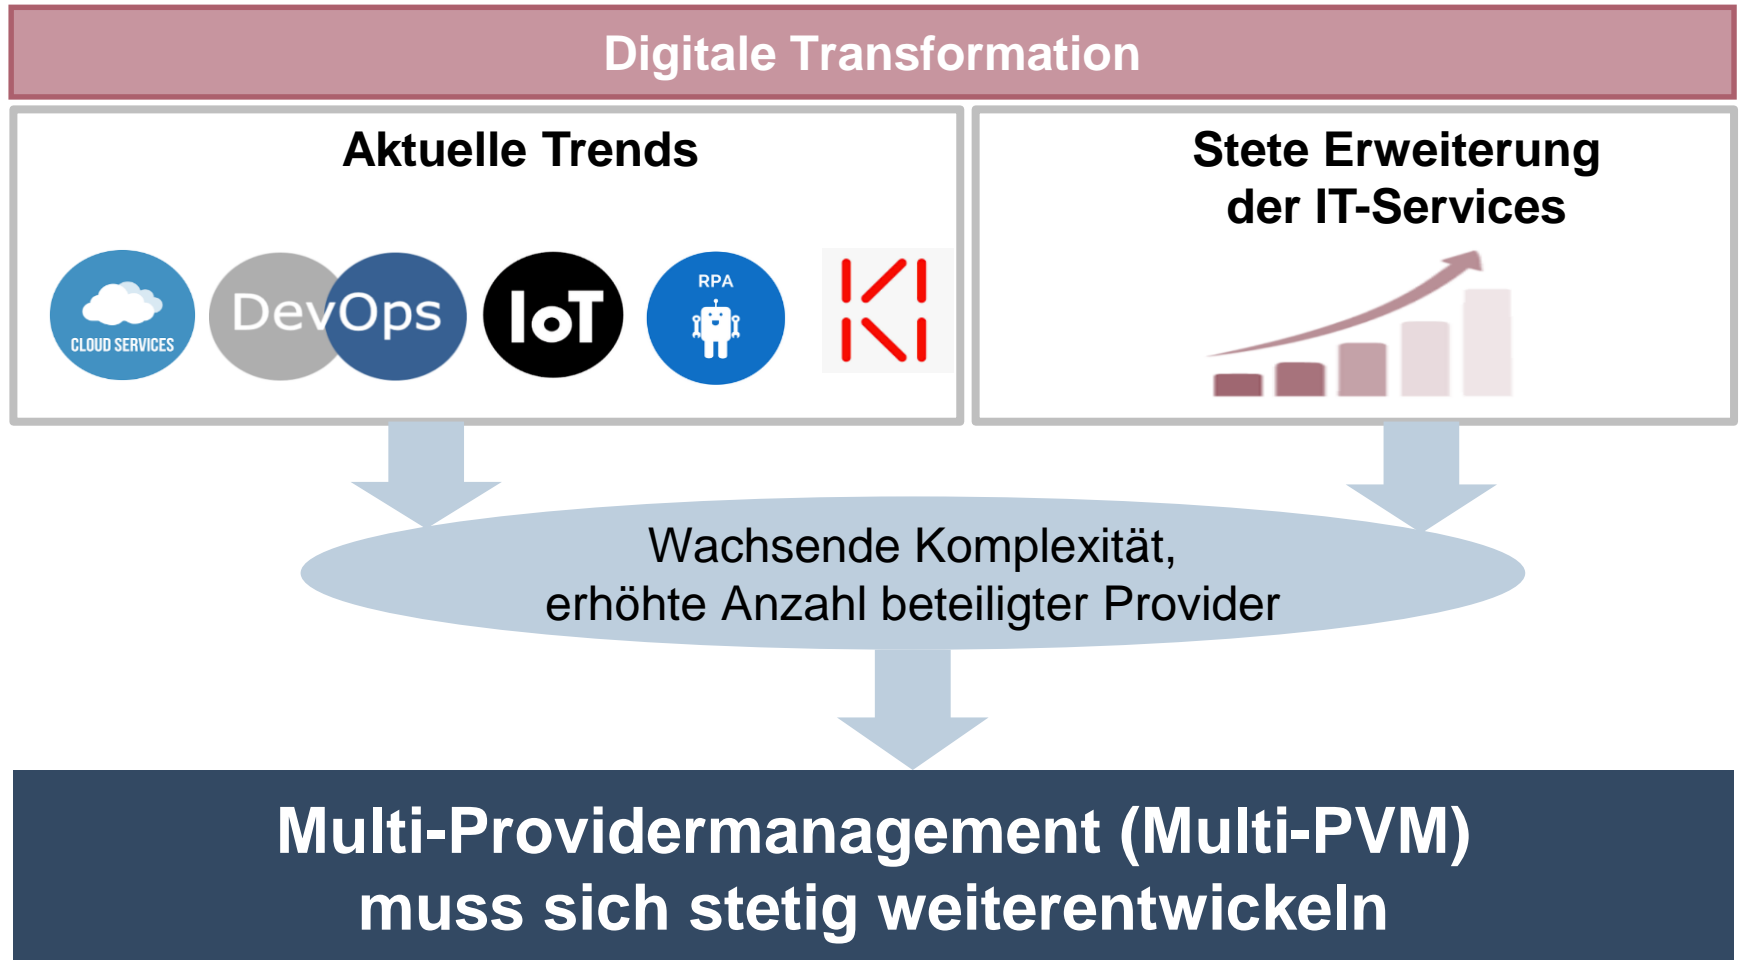 Digitale Transformation
Aktuelle Trends
Stete Erweiterung
der IT-Services
CLOUD SERVICES
DevOps
IoT
RPA
KI
Wachsende Komplexität,
erhöhte Anzahl beteiligter Provider
Multi-Providermanagement (Multi-PVM)
muss sich stetig weiterentwickeln